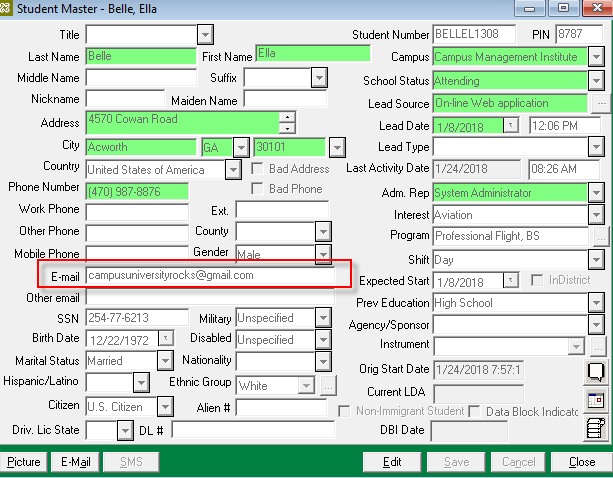 Student Master - Belle, Ella
Title Student Number BELLEL1308 PIN 8787
Last Name Belle First Name Ella Campus Campus Management Institute
Middle Name Suffix School Status Attending
Nickname Maiden Name Lead Source On-line Web application ...
Address 4570 Cowan Road Lead Date 1/8/2018 12:06 PM
City Acworth GA 30101 Lead Type
Country United States of America Bad Address Last Activity Date 1/24/2018 08:26 AM
Phone Number (470) 987-8876 Bad Phone Adm. Rep System Administrator
Work Phone Ext. Interest Aviation
Other Phone County Program Professional Flight, BS ...
Mobile Phone Gender Male Shift Day
E-mail campusuniversityrocks@gmail.com Expected Start 1/8/2018 InDistrict
Other email Prev Education High School
SSN 254-77-6213 Military Unspecified Agency/Sponsor
Birth Date 12/22/1972 Disabled Unspecified Instrument ...
Marital Status Married Nationality Orig Start Date 1/24/2018 7:57:1
Hispanic/Latino Ethnic Group White ... Current LDA
Citizen U.S. Citizen Alien # Non-Immigrant Student Data Block Indicato
Driv. Lic State DL # DBI Date
Picture E-Mail SMS Edit Save Cancel Close